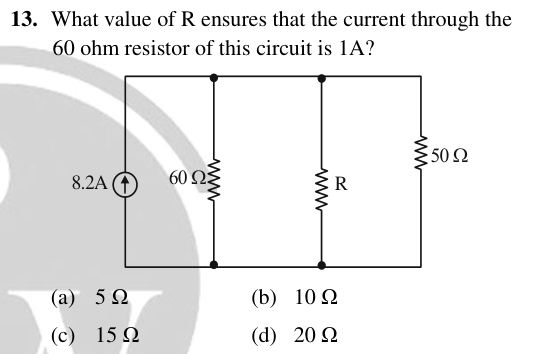 13. What value of R ensures that the current through the
60 ohm resistor of this circuit is 1A?
8.2A
60 Ω
R
50 Ω
(a) 5 Ω
(b) 10 Ω
(c) 15 Ω
(d) 20 Ω